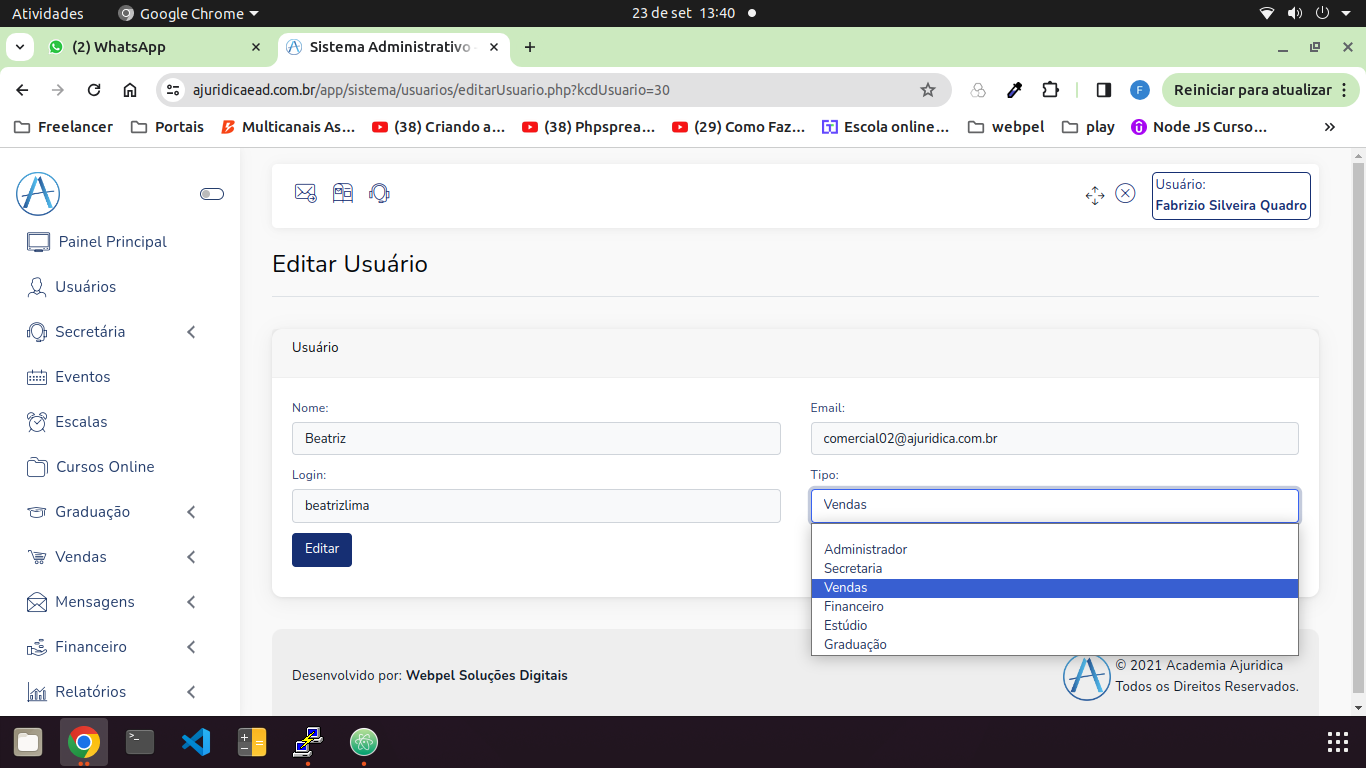 Atividades
Google Chrome
23 de set 13:40
(2) WhatsApp
Sistema Administrativo
ajuridicaead.com.br/app/sistema/usuarios/editarUsuario.php?kcdUsuario=30
F
Reiniciar para atualizar
Freelancer
Portais
Multicanais As...
(38) Criando a...
(38) Phpsprea...
(29) Como Faz...
Escola online...
webpel
play
Node JS Curso...
»
Usuário:
Fabrizio Silveira Quadro
Painel Principal
Usuários
Secretária
Eventos
Escalas
Cursos Online
Graduação
Vendas
Mensagens
Financeiro
Relatórios
Editar Usuário
Usuário
Nome:
Email:
Beatriz
comercial02@ajuridica.com.br
Login:
Tipo:
beatrizlima
Vendas
Editar
Administrador
Secretaria
Vendas
Financeiro
Estúdio
Graduação
Desenvolvido por: Webpel Soluções Digitais
© 2021 Academia Ajuridica
Todos os Direitos Reservados.